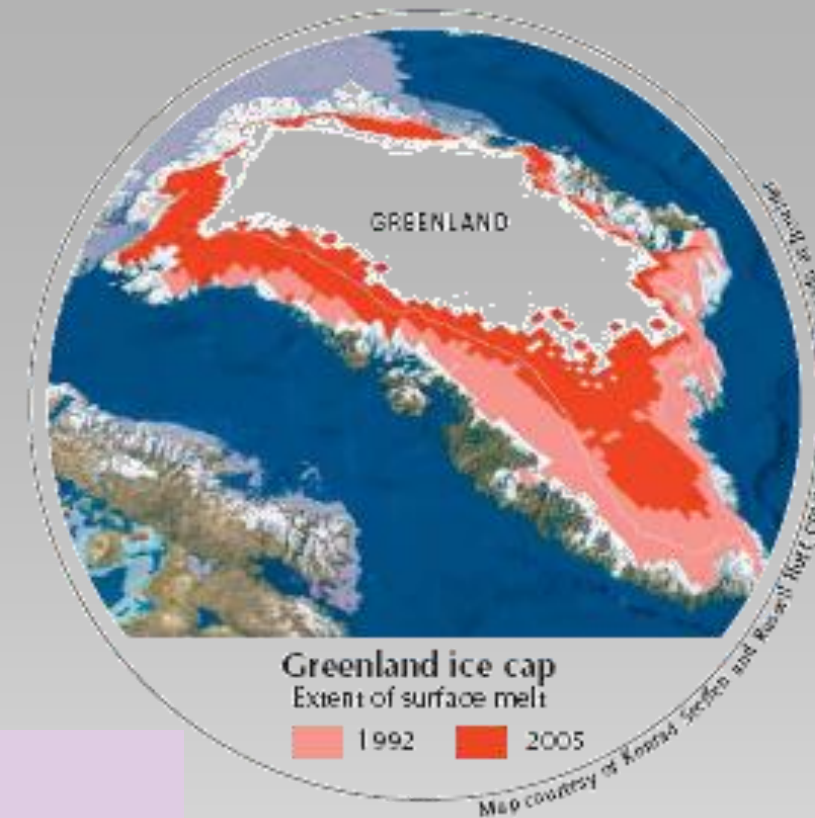 GREENLAND
Greenland ice cap
Extent of surface melt
1992
2005
Map courtesy of Konrad Steffen and Russell Huff